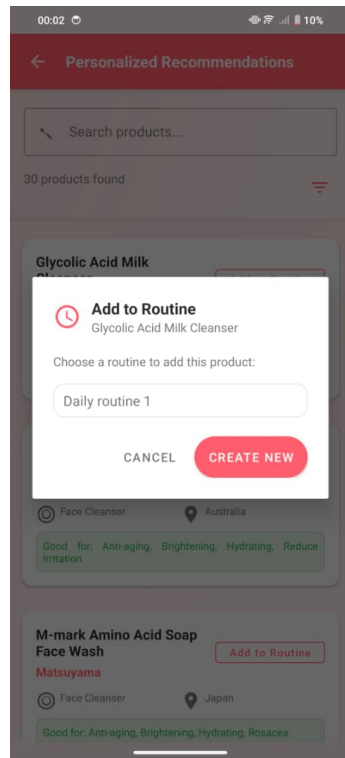 00:02 10%
Personalized Recommendations
Search products...
30 products found
Glycolic Acid Milk
Add to Routine
Glycolic Acid Milk Cleanser
Choose a routine to add this product:
Daily routine 1
CANCEL CREATE NEW
Face Cleanser Australia
Good for: Anti-aging, Brightening, Hydrating, Reduce
Irritation
M-mark Amino Acid Soap
Face Wash
Add to Routine
Matsuyama
Face Cleanser Japan
Good for: Anti-aging, Brightening, Hydrating, Rosacea